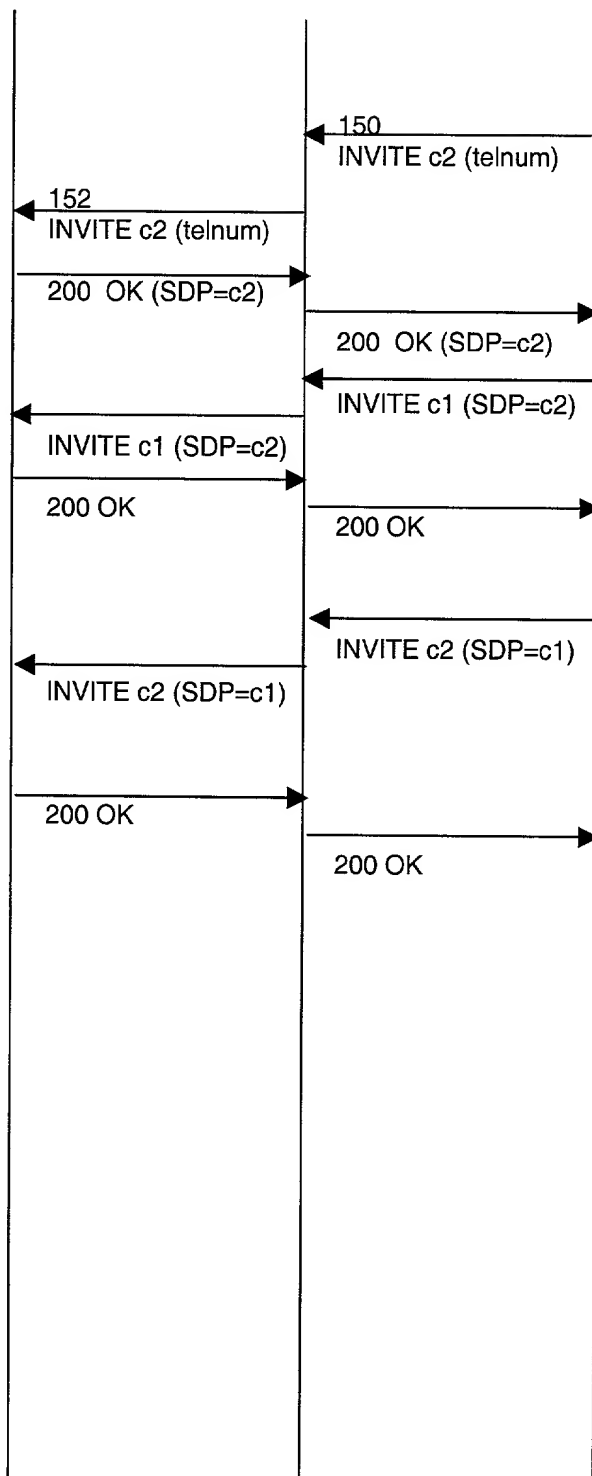 150
INVITE c2 (telnum)
152
INVITE c2 (telnum)
200 OK (SDP=c2)
200 OK (SDP=c2)
INVITE c1 (SDP=c2)
INVITE c1 (SDP=c2)
200 OK
200 OK
INVITE c2 (SDP=c1)
INVITE c2 (SDP=c1)
200 OK
200 OK